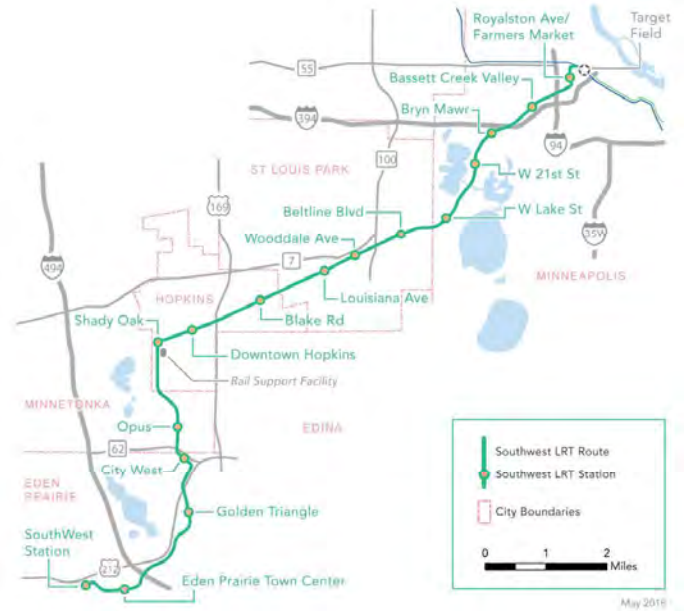 Royalston Ave/
Farmers Market
Target
Field
55
Bassett Creek Valley
394
Bryn Mawr
94
100
ST LOUIS PARK
W 21st St
169
Beltline Blvd
W Lake St
Wooddale Ave
35W
494
7
MINNEAPOLIS
HOPKINS
Louisiana Ave
Shady Oak
Blake Rd
Downtown Hopkins
Rail Support Facility
MINNETONKA
Opus
EDINA
62
City West
EDEN
PRAIRIE
Golden Triangle
SouthWest
Station
212
Eden Prairie Town Center
Southwest LRT Route
Southwest LRT Station
City Boundaries
0 1 2
Miles
May 2016